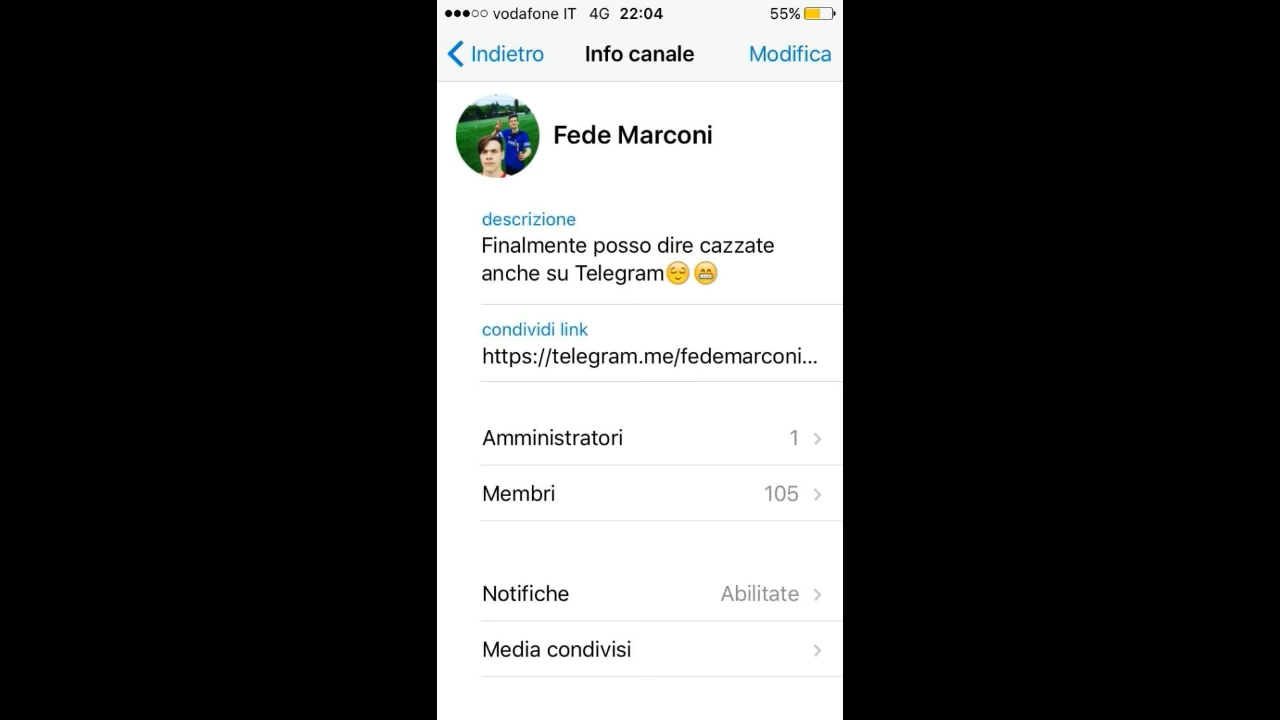 vodafone IT 4G 22:04 55%
Indietro Info canale Modifica
Fede Marconi
descrizione
Finalmente posso dire cazzate
anche su Telegram😌😁
condividi link
https://telegram.me/fedemarconi...
Amministratori 1
Membri 105
Notifiche Abilitate
Media condivisi